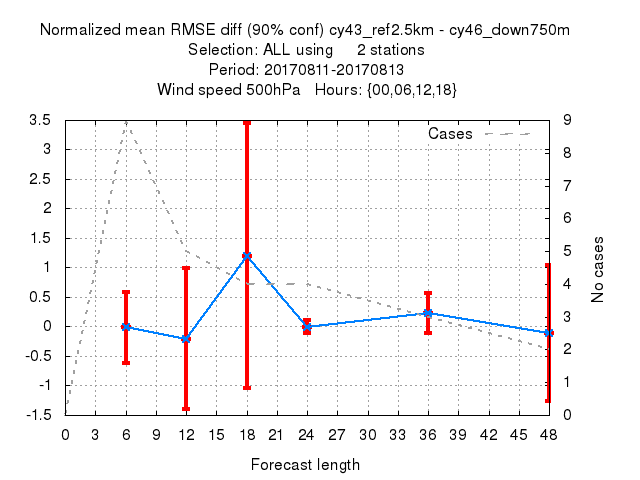 Normalized mean RMSE diff (90% conf) cy43_ref2.5km - cy46_down750m
Selection: ALL using 2 stations
Period: 20170811-20170813
Wind speed 500hPa Hours: {00,06,12,18}
Cases
3.5
3
2.5
2
1.5
1
0.5
0
-0.5
-1
-1.5
9
8
7
6
5
4
3
2
1
0
No cases
0 3 6 9 12 15 18 21 24 27 30 33 36 39 42 45 48
Forecast length